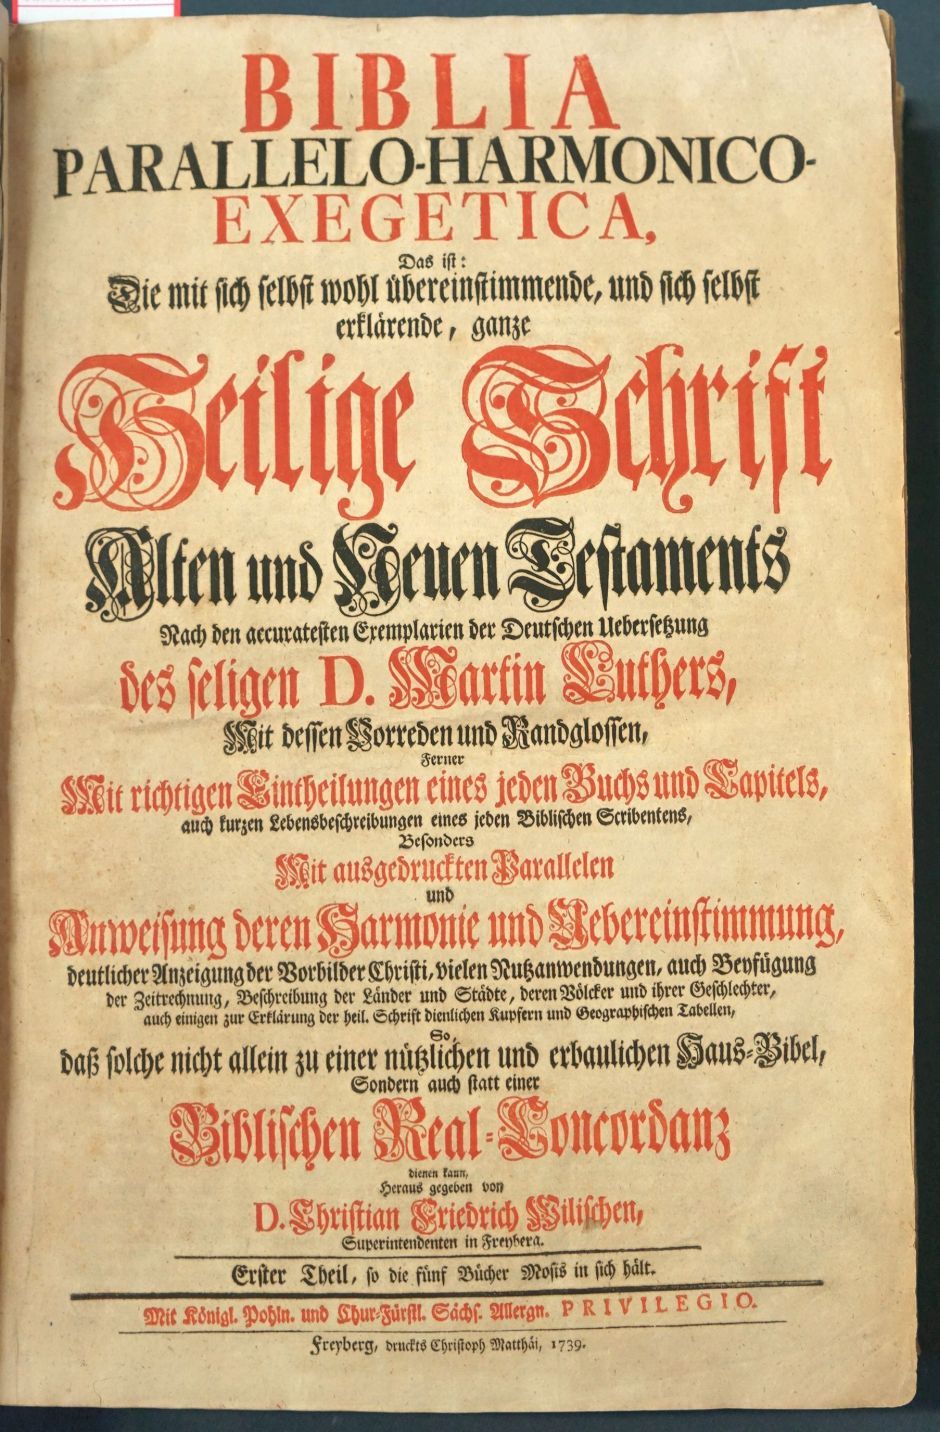 BIBLIA
PARALLELO-HARMONICO-
EXEGETICA,
Das ist:
Die mit sich selbst wohl übereinstimmende, und sich selbst
erklärende, ganze
Heilige Schrift
Alten und Neuen Testaments
Nach den accuratesten Exemplarien der Deutschen Uebersetzung
des seligen D. Martin Luthers,
Mit dessen Vorreden und Randglossen,
Ferner
Mit richtigen Eintheilungen eines jeden Buchs und Capitels,
auch kurzen Lebensbeschreibungen eines jeden Biblischen Scribentens,
Besonders
Mit ausgedruckten Parallelen
und
Anweisung deren Harmonie und Uebereinstimmung,
deutlicher Anzeigung der Vorbilder Christi, vielen Nutzanwendungen, auch Beyfügung
der Zeitrechnung, Beschreibung der Länder und Städte, deren Völcker und ihrer Geschlechter,
auch einigen zur Erklärung der heil. Schrift dienlichen Kupfern und Geographischen Tabellen,
So,
daß solche nicht allein zu einer nützlichen und erbaulichen Haus-Bibel,
Sondern auch statt einer
Biblischen Real-Concordanz
dienen kann,
Heraus gegeben von
D. Christian Friedrich Wilischen,
Superintendenten in Freyberg.
Erster Theil, so die fünf Bücher Mosis in sich hält.
Mit Königl. Pohln. und Chur-Fürstl. Sächs. Allergn. PRIVILEGIO.
Freyberg, druckts Christoph Matthäi, 1739.